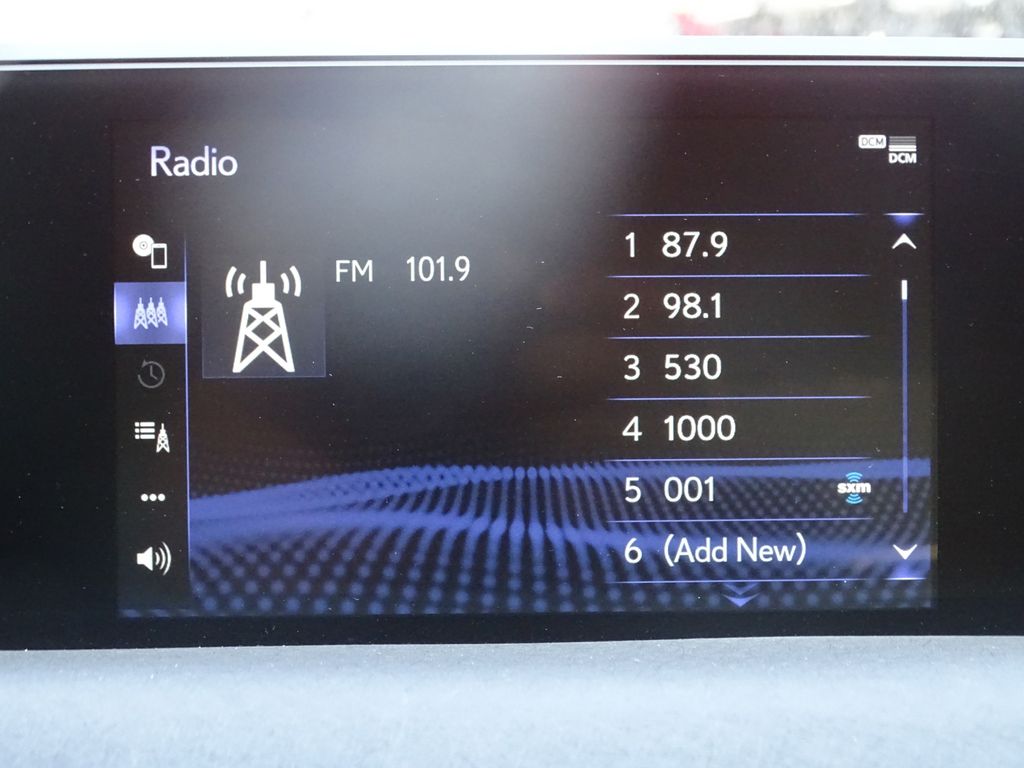 Radio
DCM
DCM
FM 101.9
1 87.9
2 98.1
3 530
4 1000
5 001 sxm
6 (Add New)